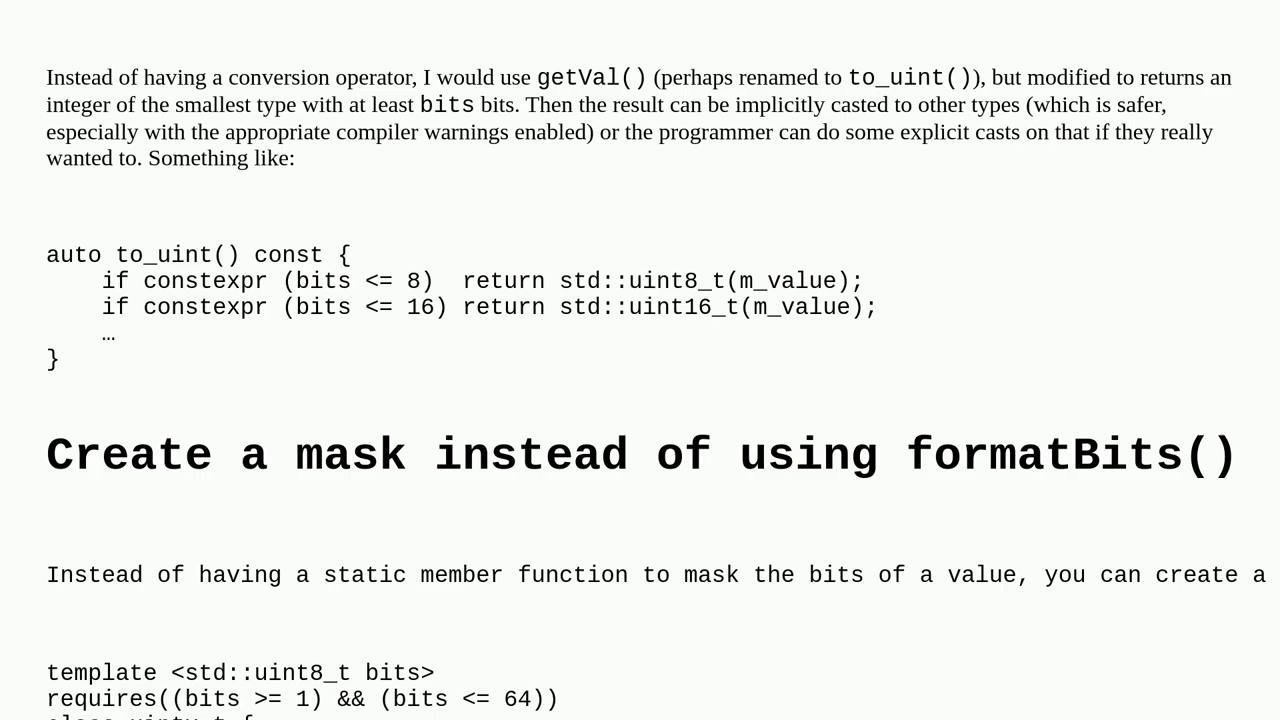 Instead of having a conversion operator, I would use getVal() (perhaps renamed to to_uint()), but modified to returns an
integer of the smallest type with at least bits bits. Then the result can be implicitly casted to other types (which is safer,
especially with the appropriate compiler warnings enabled) or the programmer can do some explicit casts on that if they really
wanted to. Something like:
auto to_uint() const {
    if constexpr (bits <= 8)  return std::uint8_t(m_value);
    if constexpr (bits <= 16) return std::uint16_t(m_value);
    …
}
Create a mask instead of using formatBits()
Instead of having a static member function to mask the bits of a value, you can create a
template <std::uint8_t bits>
requires((bits >= 1) && (bits <= 64))